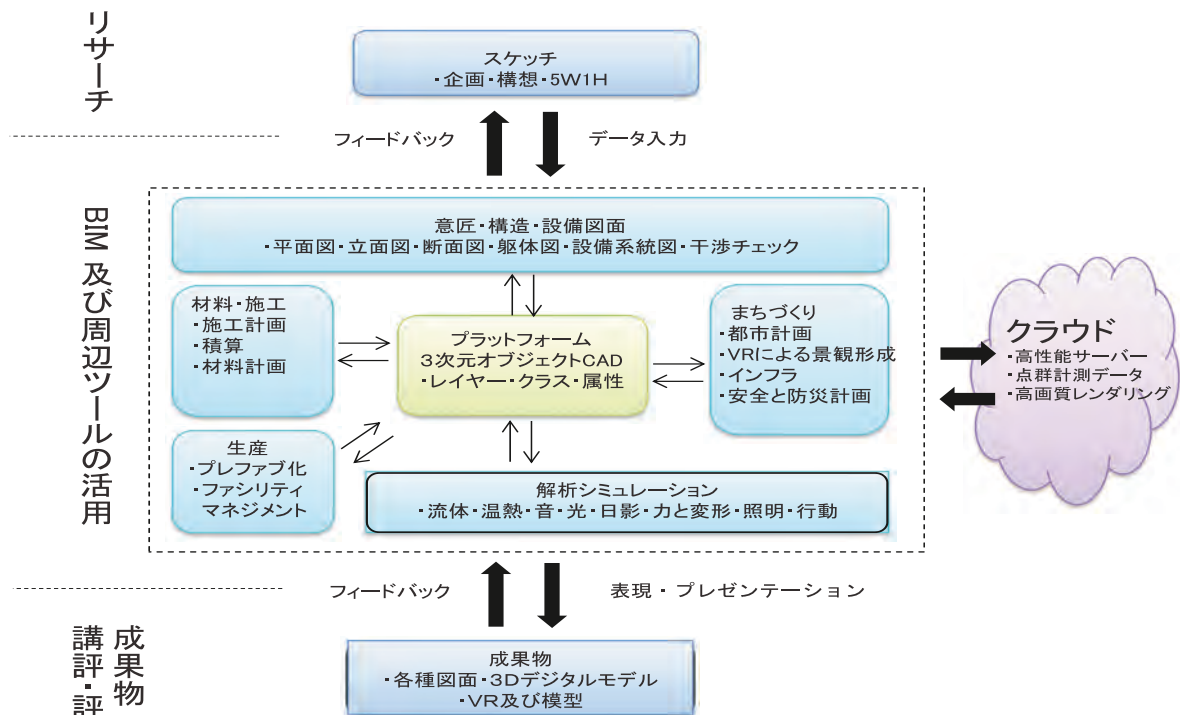 リサーチ
スケッチ
・企画・構想・5W1H
フィードバック
データ入力
BIM 及び周辺ツールの活用
意匠・構造・設備図面
・平面図・立面図・断面図・躯体図・設備系統図・干渉チェック
材料・施工
・施工計画
・積算
・材料計画
プラットフォーム
3次元オブジェクトCAD
・レイヤー・クラス・属性
まちづくり
・都市計画
・VRによる景観形成
・インフラ
・安全と防災計画
クラウド
・高性能サーバー
・点群計測データ
・高画質レンダリング
生産
・プレファブ化
・ファシリティ
マネジメント
解析シミュレーション
・流体・温熱・音・光・日影・力と変形・照明・行動
フィードバック
表現・プレゼンテーション
成果物
講評・評
成果物
・各種図面・3Dデジタルモデル
・VR及び模型